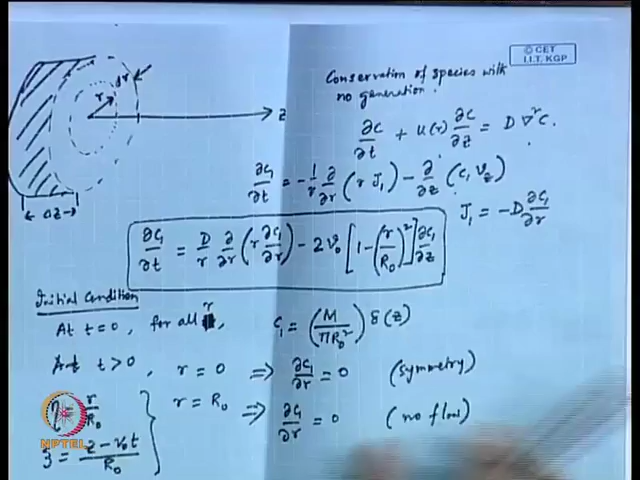 © CET
I.I.T. KGP
Conservation of species with
no generation.
r
dr
z
∂c/∂t + u(r) ∂c/∂z = D ∇²c.
∂c₁/∂t = -1/r ∂/∂r (r J₁) - ∂/∂z (c₁ v_z)
J₁ = -D ∂c₁/∂r
Δz
∂c₁/∂t = D/r ∂/∂r (r ∂c₁/∂r) - 2v₀ [1-(r/R₀)²] ∂c₁/∂z
Initial Condition
At t=0, for all r, c₁ = (M/πR₀²) δ(z)
At t>0, r=0 ⇒ ∂c₁/∂r = 0 (symmetry)
r = R₀ ⇒ ∂c₁/∂r = 0 (no flow)
η = r/R₀
ξ = z-v₀t/R₀
NPTEL